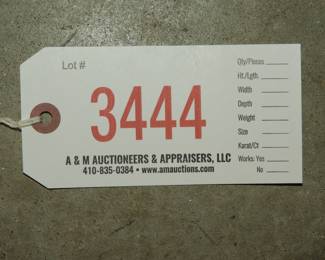 Lot #
3444
A & M AUCTIONEERS & APPRAISERS, LLC
410-835-0384 • www.amauctions.com
Qty/Pieces
Ht./Lgth.
Width
Depth
Weight
Size
Karat/Ct
Works: Yes
No